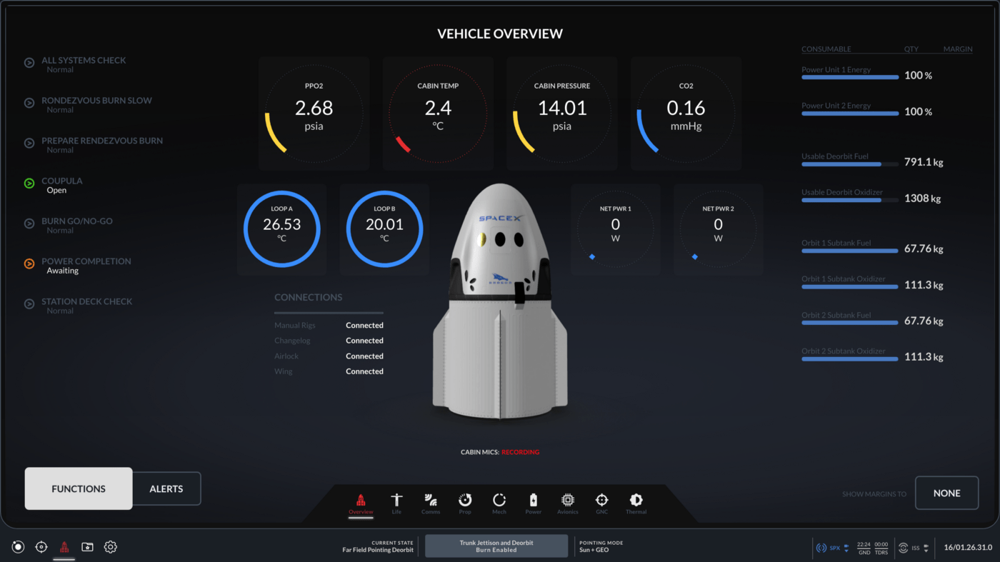 VEHICLE OVERVIEW
ALL SYSTEMS CHECK
Normal
RONDEZVOUS BURN SLOW
Normal
PREPARE RENDEZVOUS BURN
Normal
COUPULA
Open
BURN GO/NO-GO
Normal
POWER COMPLETION
Awaiting
STATION DECK CHECK
Normal
PPO2
2.68
psia
CABIN TEMP
2.4
°C
CABIN PRESSURE
14.01
psia
CO2
0.16
mmHg
LOOP A
26.53
°C
LOOP B
20.01
°C
SPACEX
DRAGON
NET PWR 1
0
W
NET PWR 2
0
W
CONNECTIONS
Manual Rigs Connected
Changelog Connected
Airlock Connected
Wing Connected
CABIN MICS: RECORDING
CONSUMABLE QTY MARGIN
Power Unit 1 Energy 100 %
Power Unit 2 Energy 100 %
Usable Deorbit Fuel 791.1 kg
Usable Deorbit Oxidizer 1308 kg
Orbit 1 Subtank Fuel 67.76 kg
Orbit 1 Subtank Oxidizer 111.3 kg
Orbit 2 Subtank Fuel 67.76 kg
Orbit 2 Subtank Oxidizer 111.3 kg
FUNCTIONS ALERTS
Overview Life Comms Prop Mech Power Avionics GNC Thermal
SHOW MARGINS TO NONE
CURRENT STATE
Far Field Pointing Deorbit
Trunk Jettison and Deorbit
Burn Enabled
POINTING MODE
Sun + GEO
SPX
22:24 00:00
GND TDRS
ISS
16/01.26.31.0